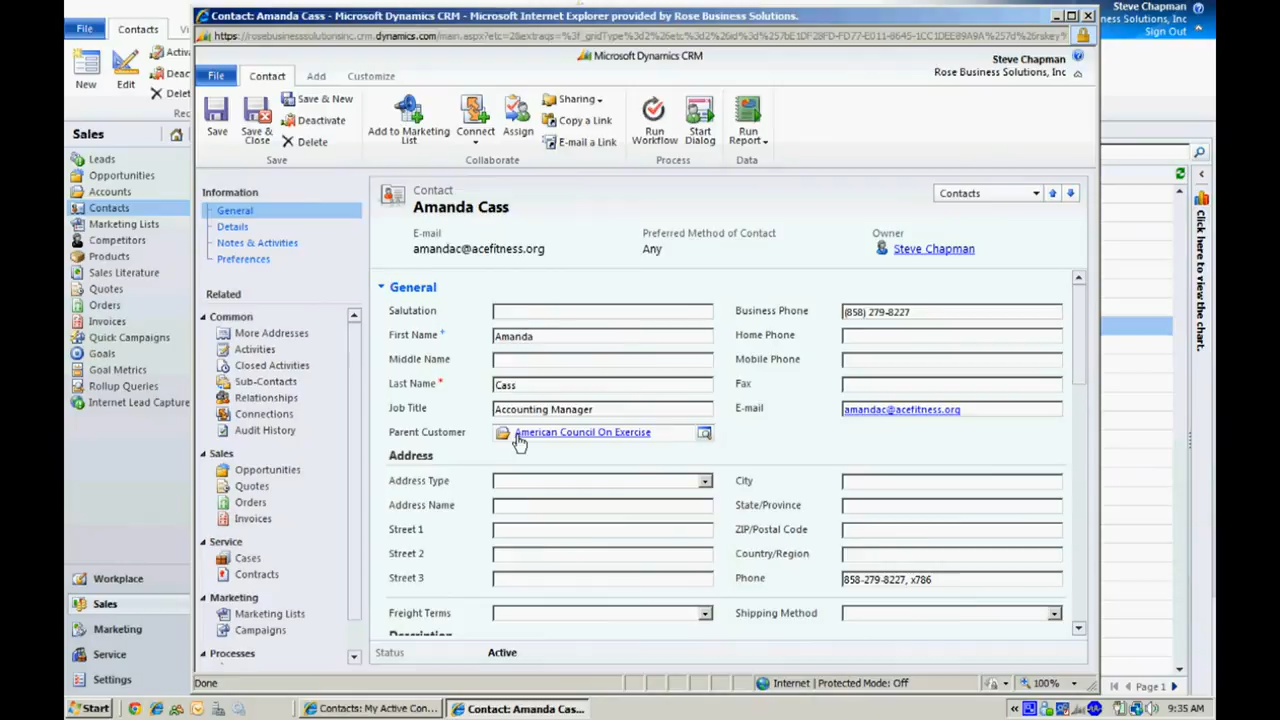 Steve Chapman
ss Solutions, Inc
Sign Out
File
Contacts
New
Edit
Activa
Deac
Delet
Rec
Sales
Leads
Opportunities
Accounts
Contacts
Marketing Lists
Competitors
Products
Sales Literature
Quotes
Orders
Invoices
Quick Campaigns
Goals
Goal Metrics
Rollup Queries
Internet Lead Capture
Workplace
Sales
Marketing
Service
Settings
Contact: Amanda Cass - Microsoft Dynamics CRM - Microsoft Internet Explorer provided by Rose Business Solutions.
Microsoft Dynamics CRM
Steve Chapman
Rose Business Solutions, Inc
File
Contact
Add
Customize
Save
Save & Close
Save & New
Deactivate
Delete
Save
Add to Marketing List
Connect
Assign
Sharing
Copy a Link
E-mail a Link
Collaborate
Run Workflow
Start Dialog
Process
Run Report
Data
Information
General
Details
Notes & Activities
Preferences
Related
Common
More Addresses
Activities
Closed Activities
Sub-Contacts
Relationships
Connections
Audit History
Sales
Opportunities
Quotes
Orders
Invoices
Service
Cases
Contracts
Marketing
Marketing Lists
Campaigns
Processes
Contact
Amanda Cass
Contacts
E-mail
amandac@acefitness.org
Preferred Method of Contact
Any
Owner
Steve Chapman
General
Salutation
Business Phone (858) 279-8227
First Name * Amanda
Home Phone
Middle Name
Mobile Phone
Last Name * Cass
Fax
Job Title Accounting Manager
E-mail amandac@acefitness.org
Parent Customer American Council On Exercise
Address
Address Type
City
Address Name
State/Province
Street 1
ZIP/Postal Code
Street 2
Country/Region
Street 3
Phone 858-279-8227, x786
Freight Terms
Shipping Method
Description
Status Active
Done
Internet | Protected Mode: Off
100%
Click here to view the chart.
Page 1
Start
Contacts: My Active Con...
Contact: Amanda Cas...
9:35 AM